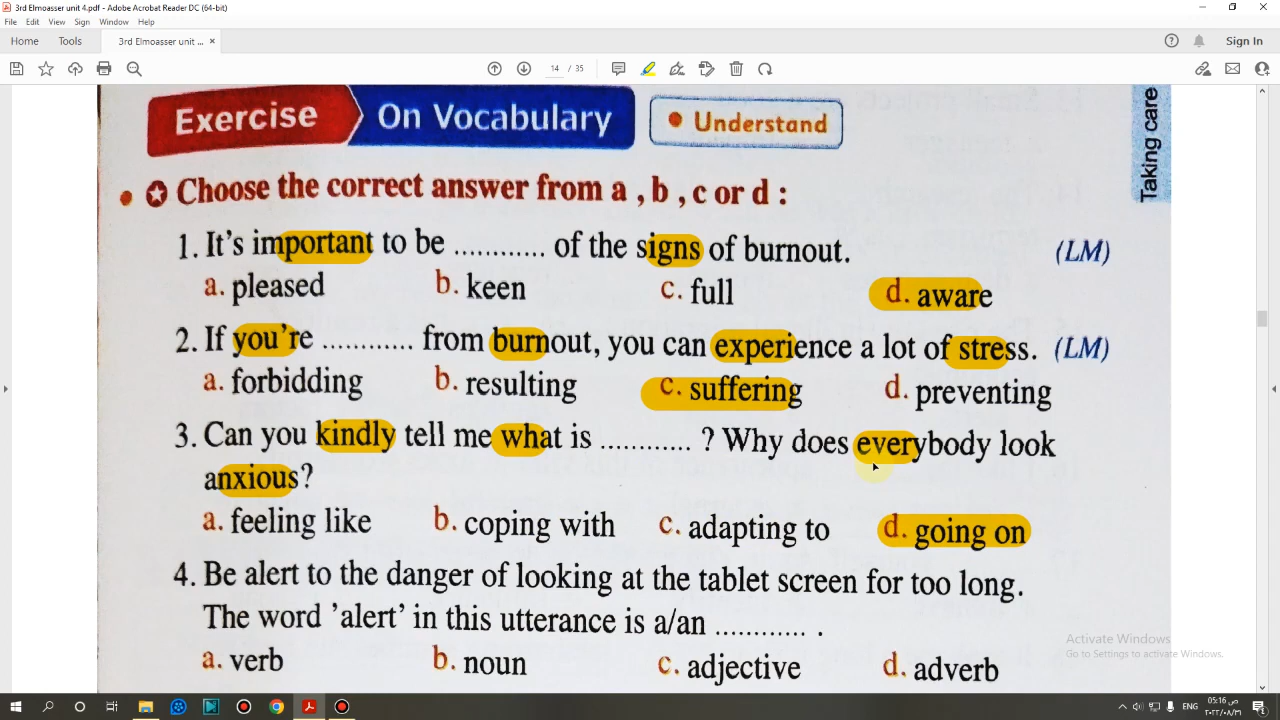 3rd Elmoasser unit 4.pdf - Adobe Acrobat Reader DC (64-bit)
File Edit View Sign Window Help
Home Tools 3rd Elmoasser unit ... × Sign In
14 / 35
Exercise On Vocabulary • Understand
Taking care
Choose the correct answer from a , b , c or d :
1. It's important to be ............ of the signs of burnout. (LM)
a. pleased b. keen c. full d. aware
2. If you're ............ from burnout, you can experience a lot of stress. (LM)
a. forbidding b. resulting c. suffering d. preventing
3. Can you kindly tell me what is ............ ? Why does everybody look
anxious?
a. feeling like b. coping with c. adapting to d. going on
4. Be alert to the danger of looking at the tablet screen for too long.
The word 'alert' in this utterance is a/an ............ .
a. verb b. noun c. adjective d. adverb
Activate Windows
Go to Settings to activate Windows.
ENG 05:16 ص
٢٠٢٢/٠٨/٣١